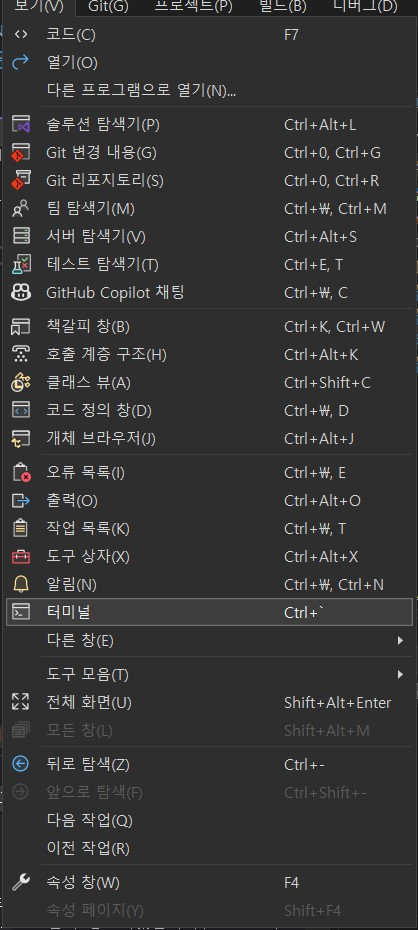 보기(V) Git(G) 프로젝트(P) 빌드(B) 디버그(D)
코드(C) F7
열기(O)
다른 프로그램으로 열기(N)...
솔루션 탐색기(P) Ctrl+Alt+L
Git 변경 내용(G) Ctrl+0, Ctrl+G
Git 리포지토리(S) Ctrl+0, Ctrl+R
팀 탐색기(M) Ctrl+₩, Ctrl+M
서버 탐색기(V) Ctrl+Alt+S
테스트 탐색기(T) Ctrl+E, T
GitHub Copilot 채팅 Ctrl+₩, C
책갈피 창(B) Ctrl+K, Ctrl+W
호출 계층 구조(H) Ctrl+Alt+K
클래스 뷰(A) Ctrl+Shift+C
코드 정의 창(D) Ctrl+₩, D
개체 브라우저(J) Ctrl+Alt+J
오류 목록(I) Ctrl+₩, E
출력(O) Ctrl+Alt+O
작업 목록(K) Ctrl+₩, T
도구 상자(X) Ctrl+Alt+X
알림(N) Ctrl+₩, Ctrl+N
터미널 Ctrl+`
다른 창(E)
도구 모음(T)
전체 화면(U) Shift+Alt+Enter
모든 창(L) Shift+Alt+M
뒤로 탐색(Z) Ctrl+-
앞으로 탐색(F) Ctrl+Shift+-
다음 작업(Q)
이전 작업(R)
속성 창(W) F4
속성 페이지(Y) Shift+F4